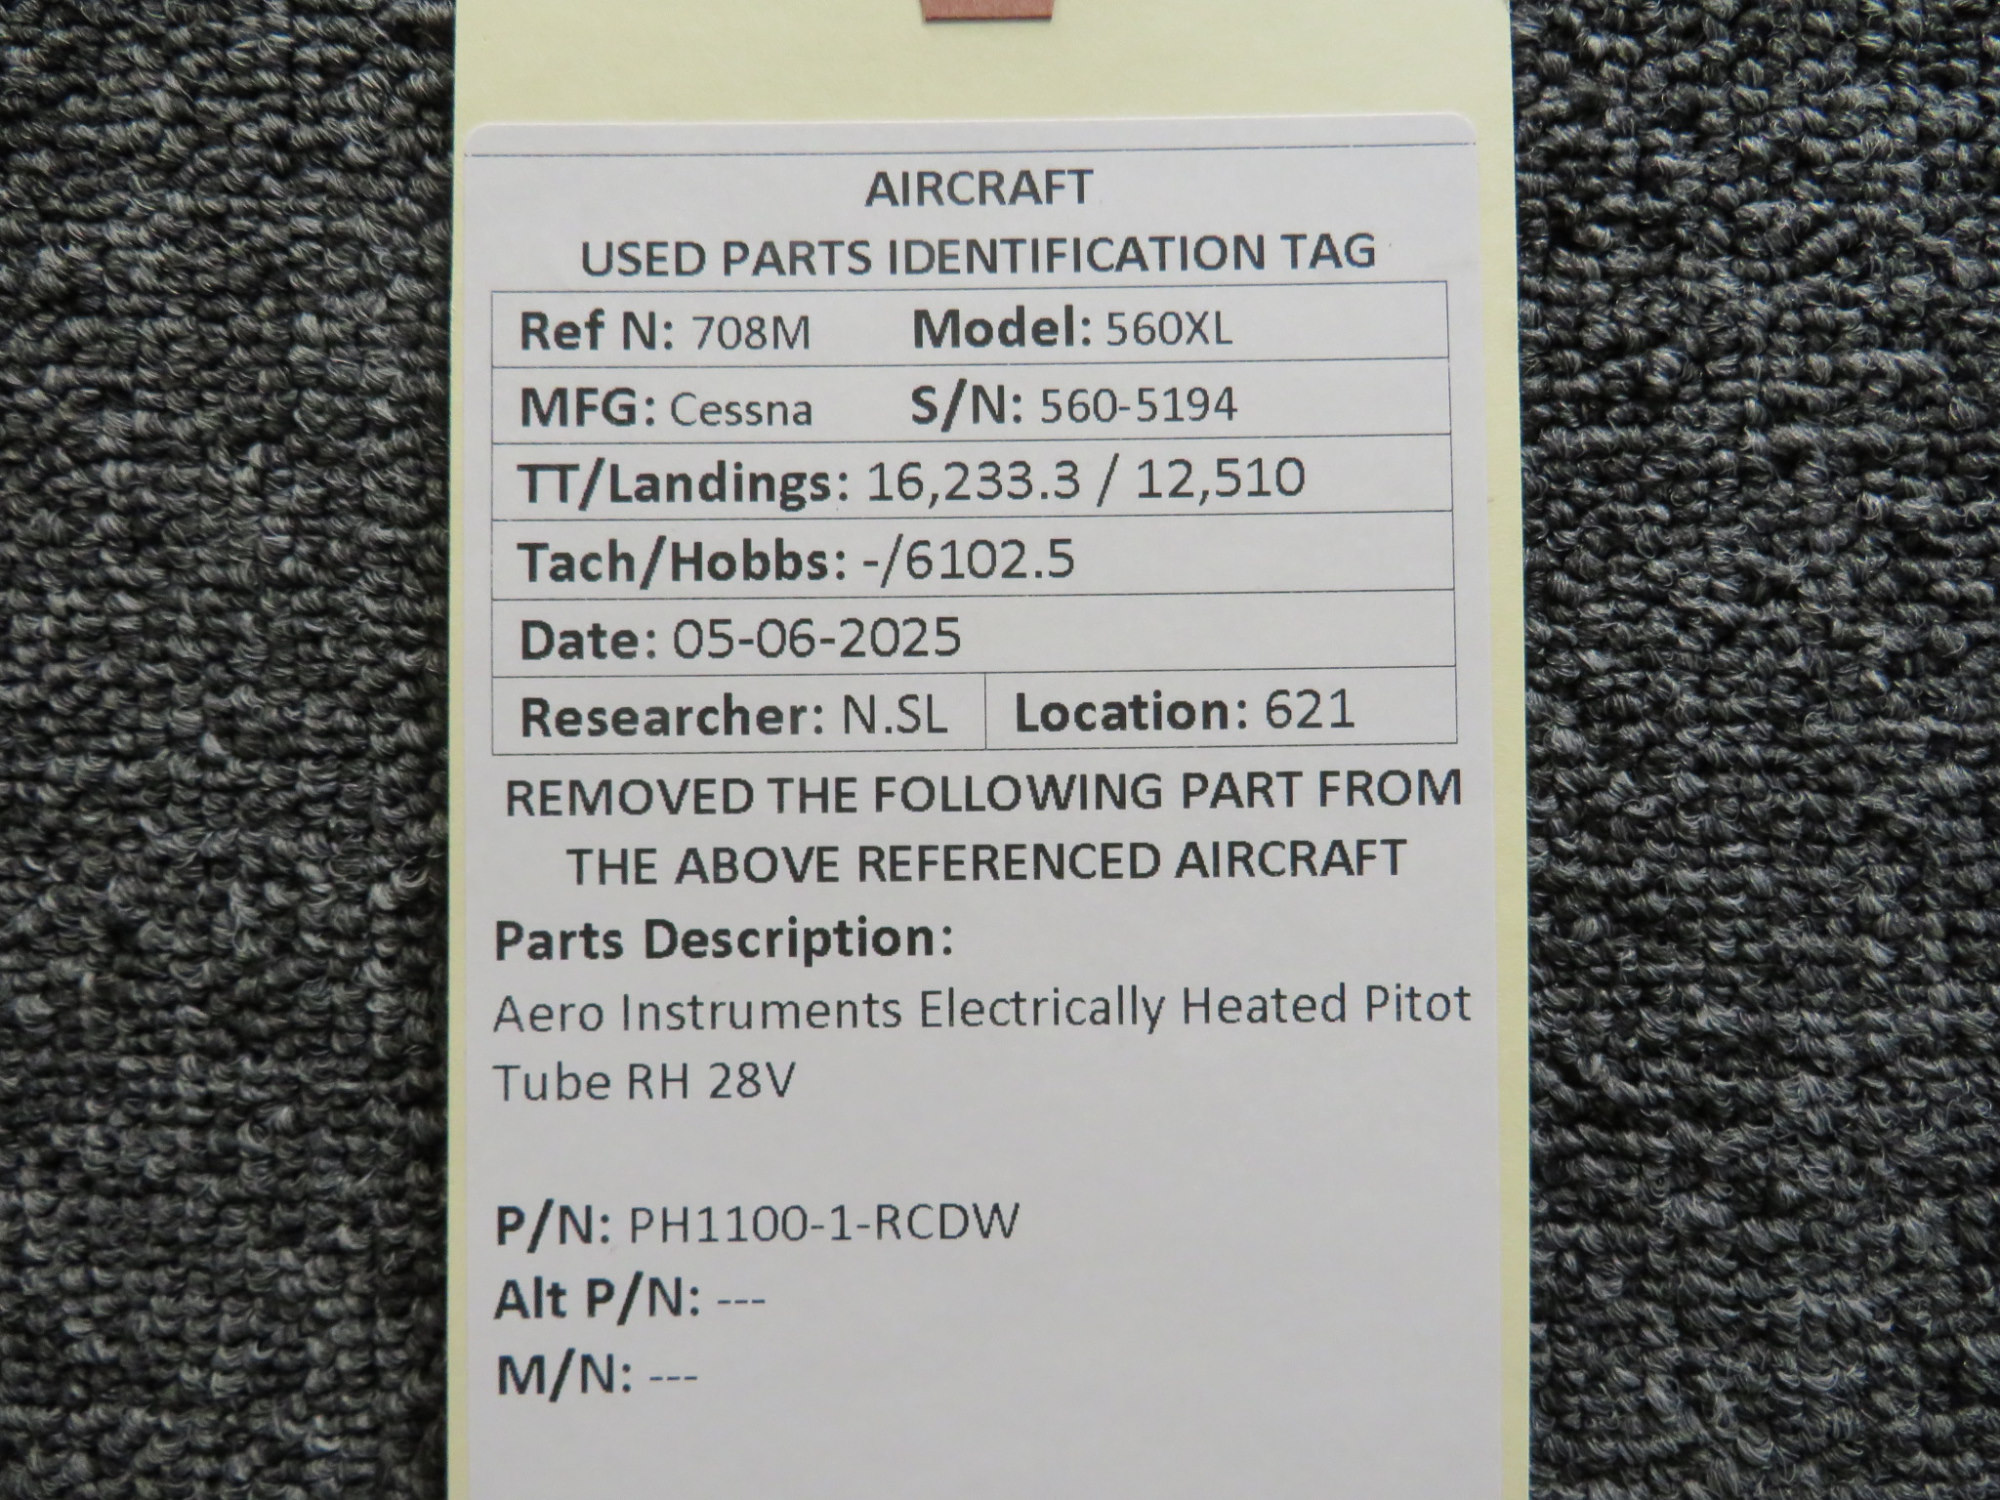 AIRCRAFT
USED PARTS IDENTIFICATION TAG
Ref N: 708M Model: 560XL
MFG: Cessna S/N: 560-5194
TT/Landings: 16,233.3 / 12,510
Tach/Hobbs: -/6102.5
Date: 05-06-2025
Researcher: N.SL Location: 621
REMOVED THE FOLLOWING PART FROM
THE ABOVE REFERENCED AIRCRAFT
Parts Description:
Aero Instruments Electrically Heated Pitot
Tube RH 28V
P/N: PH1100-1-RCDW
Alt P/N: ---
M/N: ---